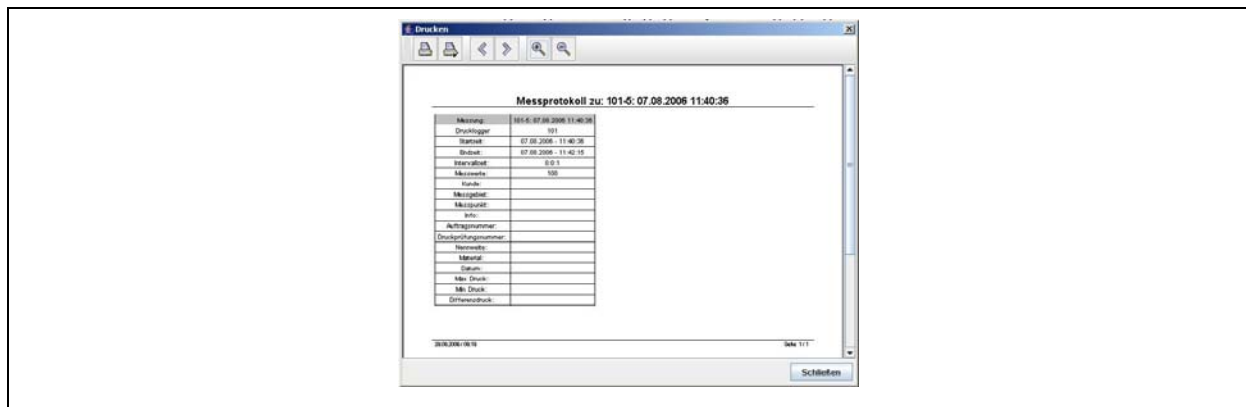 Drucken
Messprotokoll zu: 101-5: 07.08.2006 11:40:36
Messung: 101-5: 07.08.2006 11:40:36
Drucklogger 101
Startzeit: 07.08.2006 - 11:40:36
Endzeit: 07.08.2006 - 11:42:15
Intervallzeit: 0:0:1
Messwerte: 100
Kunde:
Messgebiet:
Messpunkt:
Info:
Auftragsnummer:
Druckprüfungsnummer:
Nennweite:
Material:
Datum:
Max Druck:
Min Druck:
Differenzdruck:
Seite 1/1
Schließen